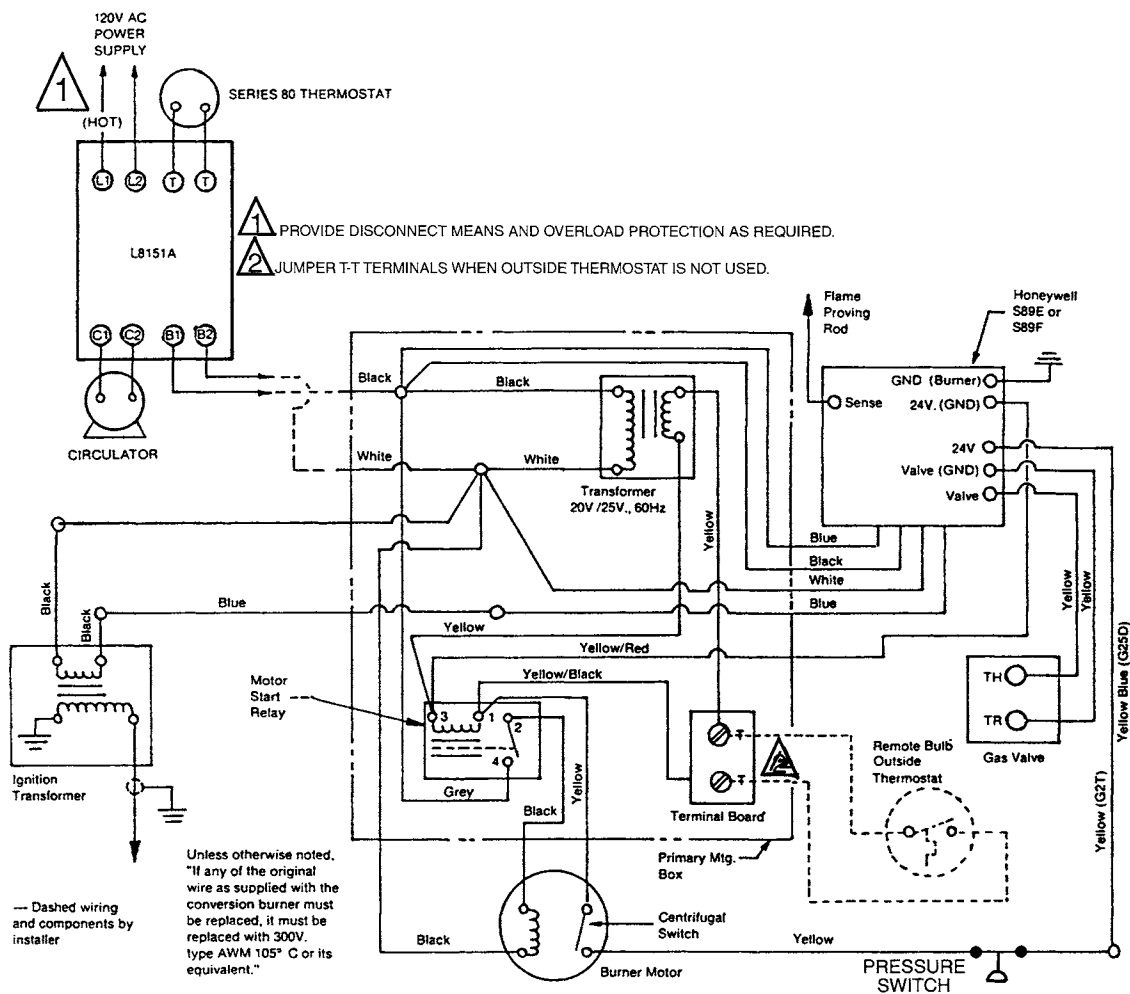 120V AC
POWER
SUPPLY
1
(HOT)
SERIES 80 THERMOSTAT
L1
L2
T
T
L8151A
1 PROVIDE DISCONNECT MEANS AND OVERLOAD PROTECTION AS REQUIRED.
2 JUMPER T-T TERMINALS WHEN OUTSIDE THERMOSTAT IS NOT USED.
C1
C2
B1
B2
CIRCULATOR
Flame
Proving
Rod
Honeywell
S89E or
S89F
GND (Burner)
Sense
24V. (GND)
24V
Valve (GND)
Valve
Black
Black
White
White
Transformer
20V /25V., 60Hz
Yellow
Blue
Black
White
Blue
Black
Black
Blue
Yellow
Yellow/Red
Yellow/Black
Yellow
Yellow
Yellow Blue (G25D)
Yellow (G2T)
Motor
Start
Relay
3
1
2
4
Grey
Black
Yellow
T
T
2
Terminal Board
TH
TR
Gas Valve
Remote Bulb
Outside
Thermostat
Ignition
Transformer
Primary Mtg.
Box
Unless otherwise noted,
"If any of the original
wire as supplied with the
conversion burner must
be replaced, it must be
replaced with 300V.
type AWM 105° C or its
equivalent."
— Dashed wiring
and components by
installer
Centrifugal
Switch
Black
Burner Motor
Yellow
PRESSURE
SWITCH